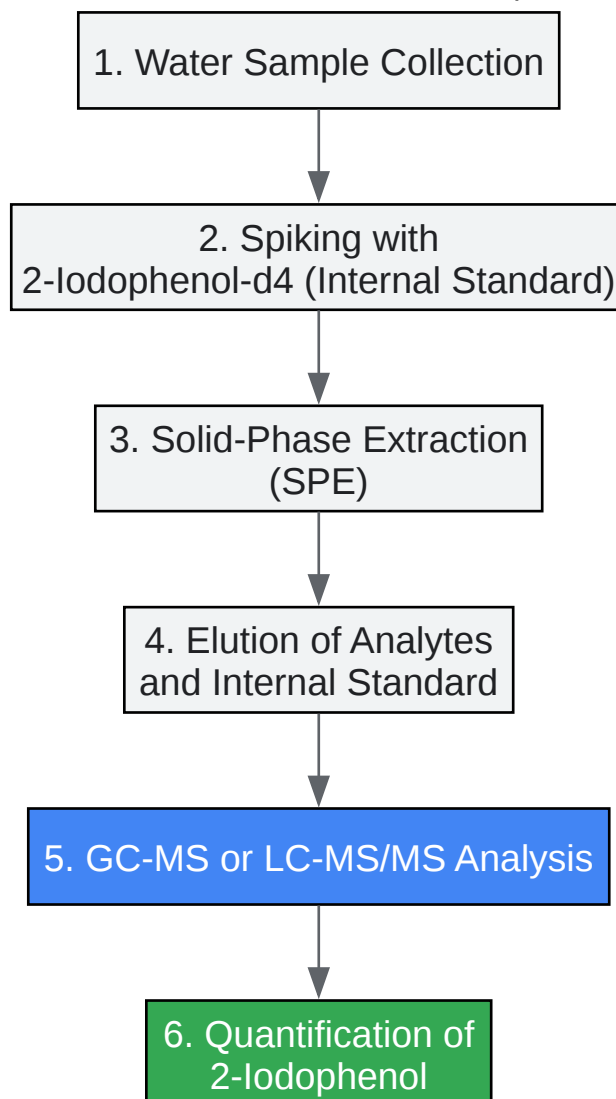 1. Water Sample Collection
2. Spiking with
2-Iodophenol-d4 (Internal Standard)
3. Solid-Phase Extraction
(SPE)
4. Elution of Analytes
and Internal Standard
5. GC-MS or LC-MS/MS Analysis
6. Quantification of
2-Iodophenol